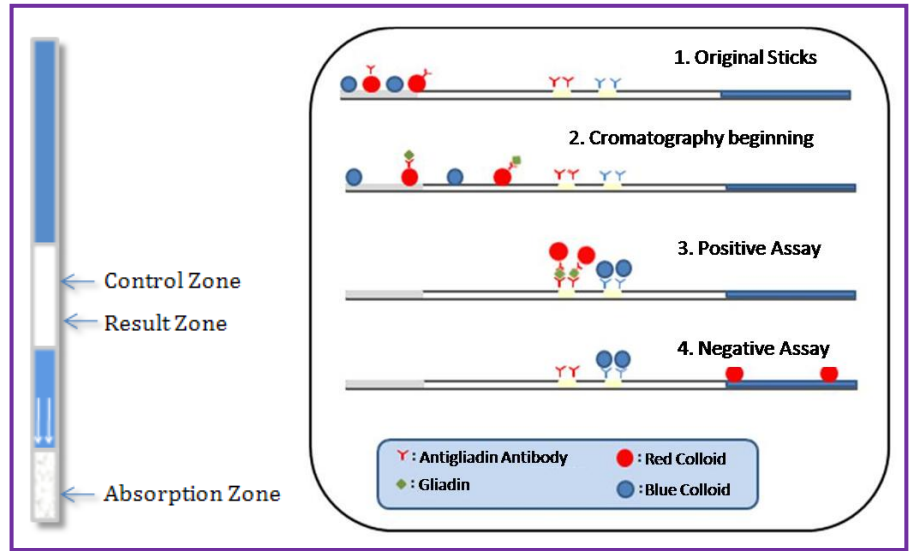 Control Zone
Result Zone
Absorption Zone
1. Original Sticks
2. Cromatography beginning
3. Positive Assay
4. Negative Assay
: Antigliadin Antibody
: Gliadin
: Red Colloid
: Blue Colloid